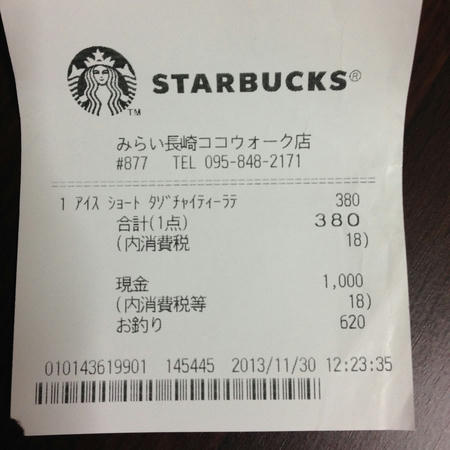 STARBUCKS®
TM
みらい長崎ココウォーク店
#877 TEL 095-848-2171
1 ｱｲｽ ｼｮｰﾄ ﾀｿﾞﾁｬｲﾃｨｰﾗﾃ 380
合計(1点) 380
(内消費税 18)
現金 1,000
(内消費税等 18)
お釣り 620
010143619901 145445 2013/11/30 12:23:35